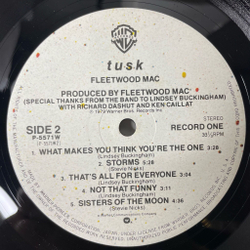 tusk
FLEETWOOD MAC
PRODUCED BY FLEETWOOD MAC
(SPECIAL THANKS FROM THE BAND TO LINDSEY BUCKINGHAM)
WITH RICHARD DASHUT AND KEN CAILLAT
℗ 1979 Warner Bros. Records Inc.
STEREO
SIDE 2
RECORD ONE
P-5571W
33⅓ RPM
1 WHAT MAKES YOU THINK YOU'RE THE ONE 3:28
(Lindsey Buckingham)
2 STORMS 5:28
(Stevie Nicks)
3 THAT'S ALL FOR EVERYONE 3:04
(Lindsey Buckingham)
4 NOT THAT FUNNY 3:11
(Lindsey Buckingham)
5 SISTERS OF THE MOON 4:36
(Stevie Nicks)